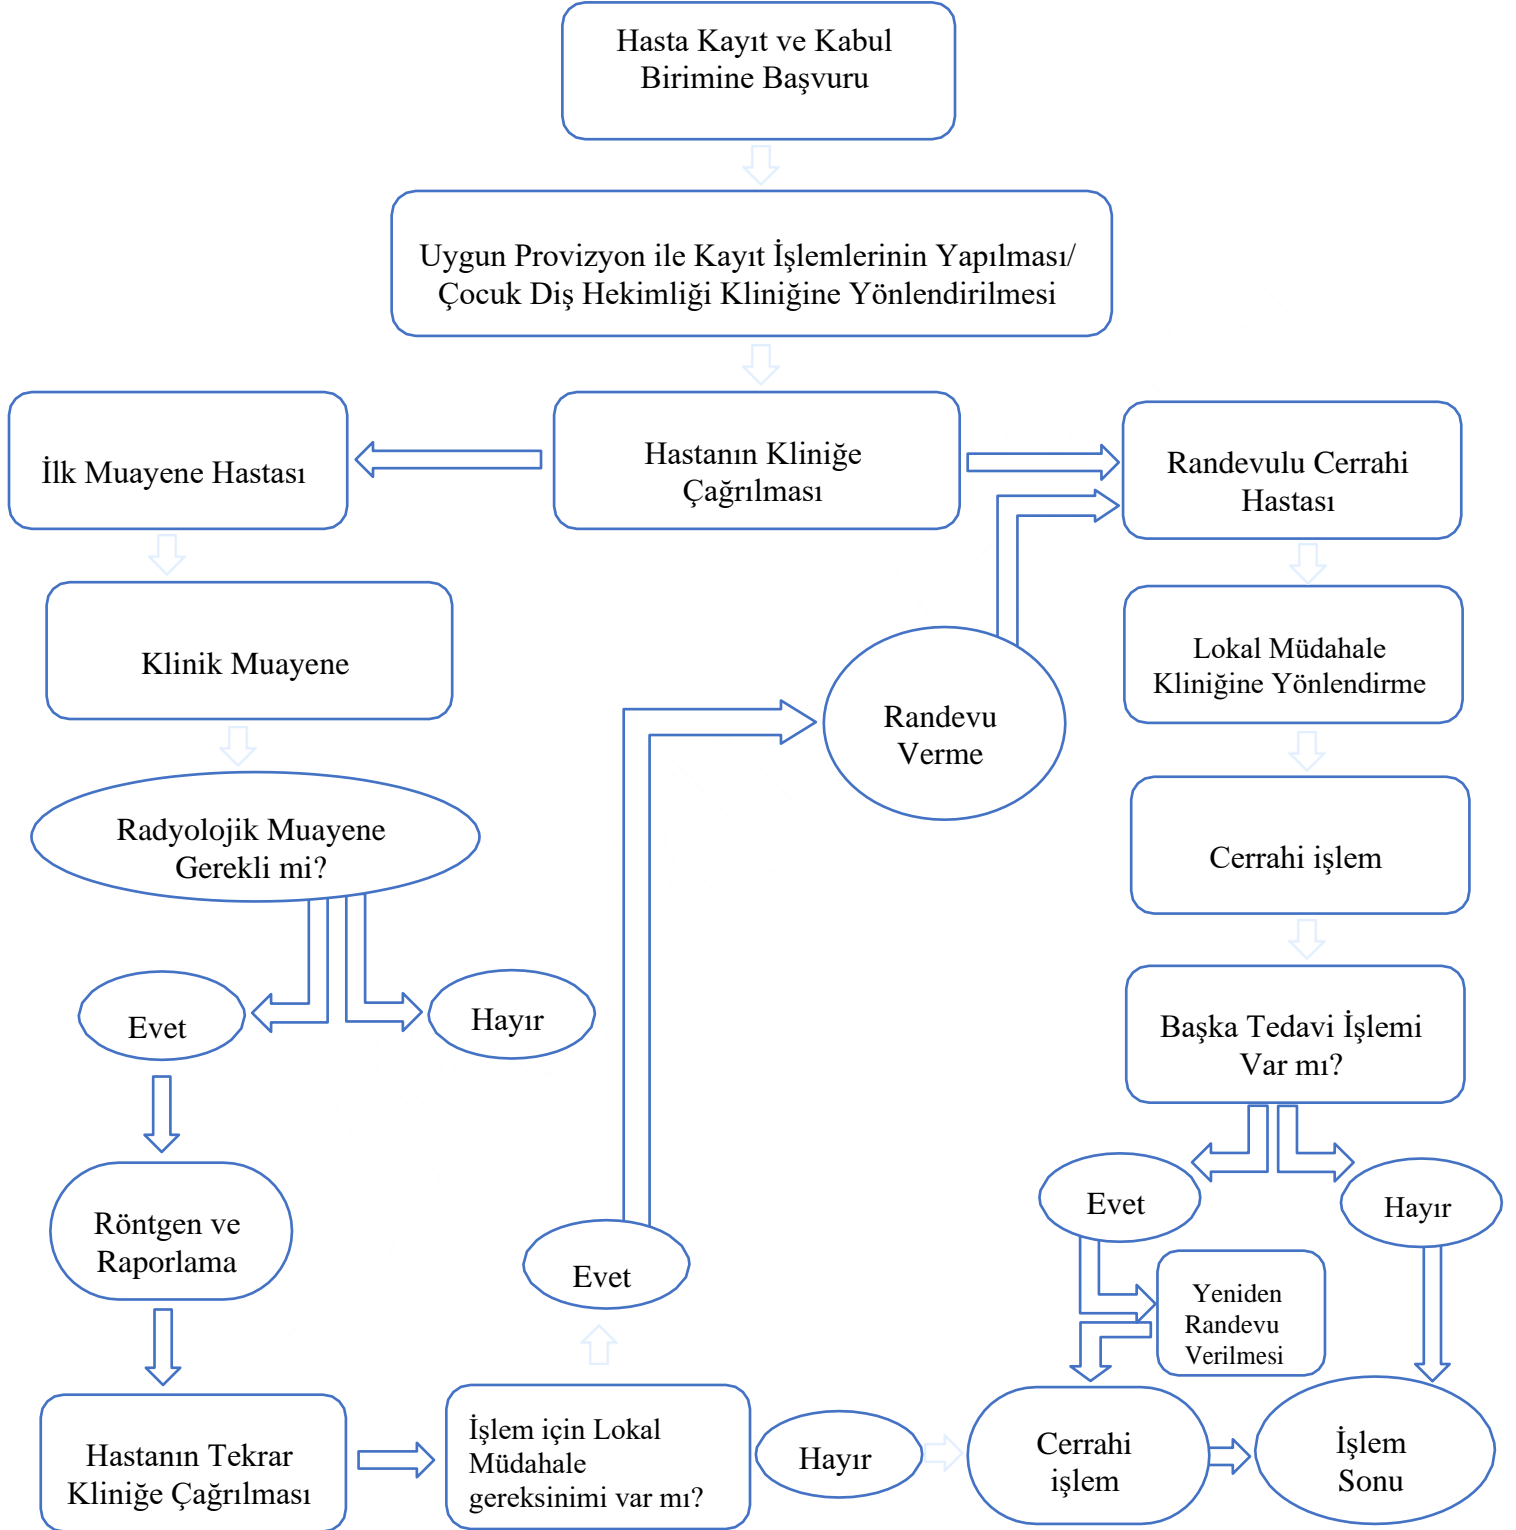 Hasta Kayıt ve Kabul
Birimine Başvuru
Uygun Provizyon ile Kayıt İşlemlerinin Yapılması/
Çocuk Diş Hekimliği Kliniğine Yönlendirilmesi
İlk Muayene Hastası
Hastanın Kliniğe
Çağrılması
Randevulu Cerrahi
Hastası
Klinik Muayene
Lokal Müdahale
Kliniğine Yönlendirme
Randevu
Verme
Radyolojik Muayene
Gerekli mi?
Cerrahi işlem
Evet
Hayır
Başka Tedavi İşlemi
Var mı?
Röntgen ve
Raporlama
Evet
Evet
Hayır
Yeniden
Randevu
Verilmesi
Hastanın Tekrar
Kliniğe Çağrılması
İşlem için Lokal
Müdahale
gereksinimi var mı?
Hayır
Cerrahi
işlem
İşlem
Sonu